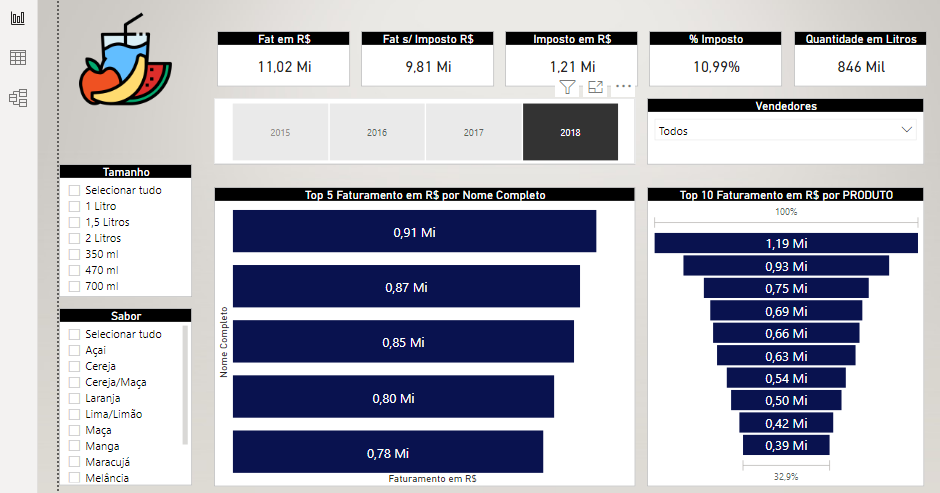 Fat em R$
11,02 Mi
Fat s/ Imposto R$
9,81 Mi
Imposto em R$
1,21 Mi
% Imposto
10,99%
Quantidade em Litros
846 Mil
2015
2016
2017
2018
Vendedores
Todos
Tamanho
Selecionar tudo
1 Litro
1,5 Litros
2 Litros
350 ml
470 ml
700 ml
Sabor
Selecionar tudo
Açaí
Cereja
Cereja/Maça
Laranja
Lima/Limão
Maça
Manga
Maracujá
Melância
Top 5 Faturamento em R$ por Nome Completo
Nome Completo
0,91 Mi
0,87 Mi
0,85 Mi
0,80 Mi
0,78 Mi
Faturamento em R$
Top 10 Faturamento em R$ por PRODUTO
100%
1,19 Mi
0,93 Mi
0,75 Mi
0,69 Mi
0,66 Mi
0,63 Mi
0,54 Mi
0,50 Mi
0,42 Mi
0,39 Mi
32,9%